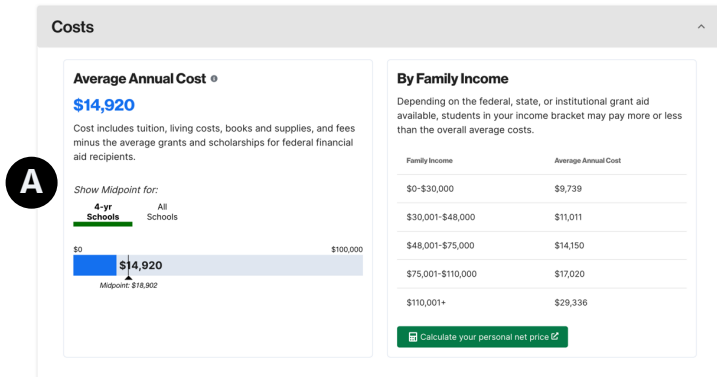 Costs
Average Annual Cost
$14,920
Cost includes tuition, living costs, books and supplies, and fees
minus the average grants and scholarships for federal financial
aid recipients.
A
Show Midpoint for:
4-yr
Schools
All
Schools
$0
$100,000
$14,920
Midpoint: $18,902
By Family Income
Depending on the federal, state, or institutional grant aid
available, students in your income bracket may pay more or less
than the overall average costs.
Family Income Average Annual Cost
$0-$30,000 $9,739
$30,001-$48,000 $11,011
$48,001-$75,000 $14,150
$75,001-$110,000 $17,020
$110,001+ $29,336
Calculate your personal net price